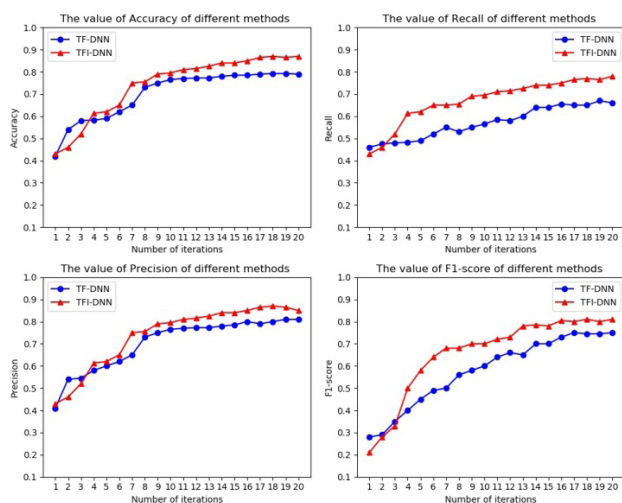 The value of Accuracy of different methods
TF-DNN
TFI-DNN
Accuracy
1.0
0.9
0.8
0.7
0.6
0.5
0.4
0.3
0.2
0.1
1 2 3 4 5 6 7 8 9 10 11 12 13 14 15 16 17 18 19 20
Number of iterations
The value of Recall of different methods
TF-DNN
TFI-DNN
Recall
1.0
0.9
0.8
0.7
0.6
0.5
0.4
0.3
0.2
0.1
1 2 3 4 5 6 7 8 9 10 11 12 13 14 15 16 17 18 19 20
Number of iterations
The value of Precision of different methods
TF-DNN
TFI-DNN
Precision
1.0
0.9
0.8
0.7
0.6
0.5
0.4
0.3
0.2
0.1
1 2 3 4 5 6 7 8 9 10 11 12 13 14 15 16 17 18 19 20
Number of iterations
The value of F1-score of different methods
TF-DNN
TFI-DNN
F1-score
1.0
0.9
0.8
0.7
0.6
0.5
0.4
0.3
0.2
0.1
1 2 3 4 5 6 7 8 9 10 11 12 13 14 15 16 17 18 19 20
Number of iterations